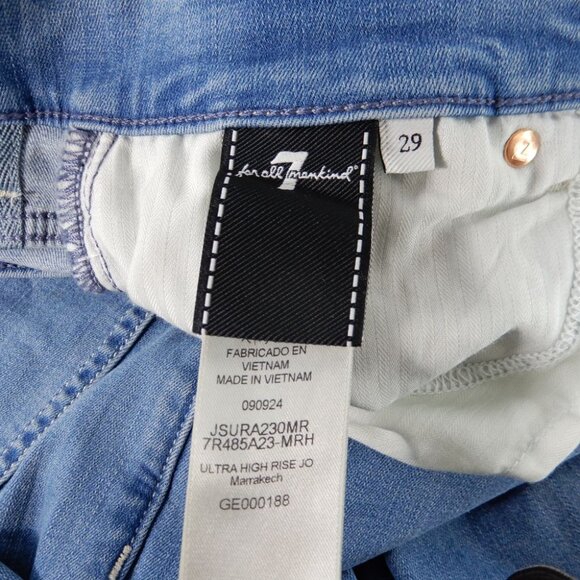 for all 7 mankind®
29
7
FABRICADO EN
VIETNAM
MADE IN VIETNAM
090924
JSURA230MR
7R485A23-MRH
ULTRA HIGH RISE JO
Marrakech
GE000188